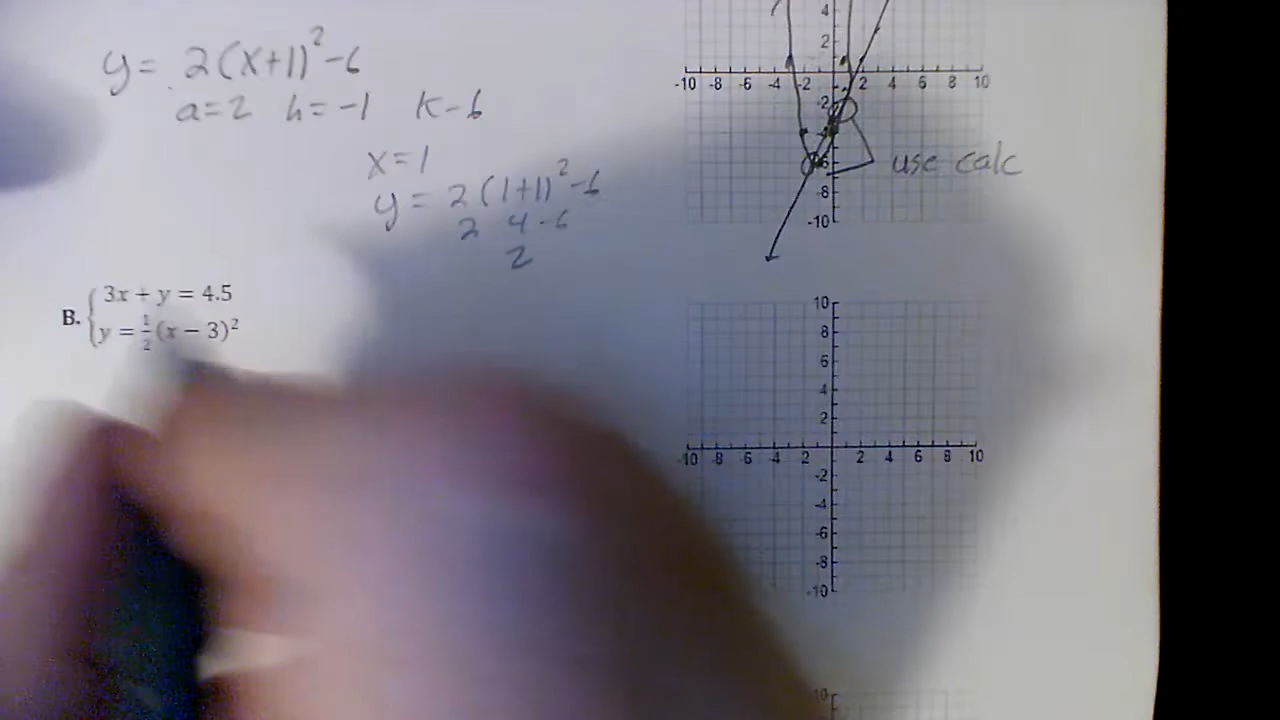 y = 2(x+1)² -6
a=2 h=-1 k-6
x=1
y = 2(1+1)² -6
2 4 -6
2
use calc
4
2
-10 -8 -6 -4 -2 2 4 6 8 10
-2
-4
-6
-8
-10
B. { 3x + y = 4.5
y = 1/2 (x − 3)²
10
8
6
4
2
-10 -8 -6 -4 -2 2 4 6 8 10
-2
-4
-6
-8
-10
10